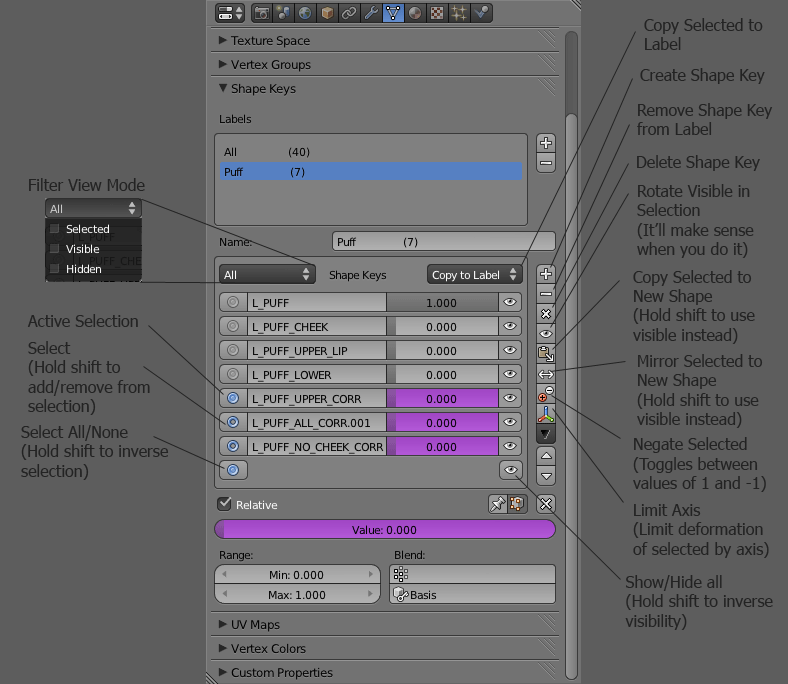 Texture Space
Vertex Groups
Shape Keys
Labels
All (40)
Puff (7)
Name: Puff (7)
All Shape Keys Copy to Label
L_PUFF 1.000
L_PUFF_CHEEK 0.000
L_PUFF_UPPER_LIP 0.000
L_PUFF_LOWER 0.000
L_PUFF_UPPER_CORR 0.000
L_PUFF_ALL_CORR.001 0.000
L_PUFF_NO_CHEEK_CORR 0.000
Relative
Value: 0.000
Range: Blend:
Min: 0.000
Max: 1.000 Basis
UV Maps
Vertex Colors
Custom Properties
Filter View Mode
All
Selected
Visible
Hidden
Active Selection
Select
(Hold shift to
add/remove from
selection)
Select All/None
(Hold shift to inverse
selection)
Copy Selected to
Label
Create Shape Key
Remove Shape Key
from Label
Delete Shape Key
Rotate Visible in
Selection
(It'll make sense
when you do it)
Copy Selected to
New Shape
(Hold shift to use
visible instead)
Mirror Selected to
New Shape
(Hold shift to use
visible instead)
Negate Selected
(Toggles between
values of 1 and -1)
Limit Axis
(Limit deformation
of selected by axis)
Show/Hide all
(Hold shift to inverse
visibility)